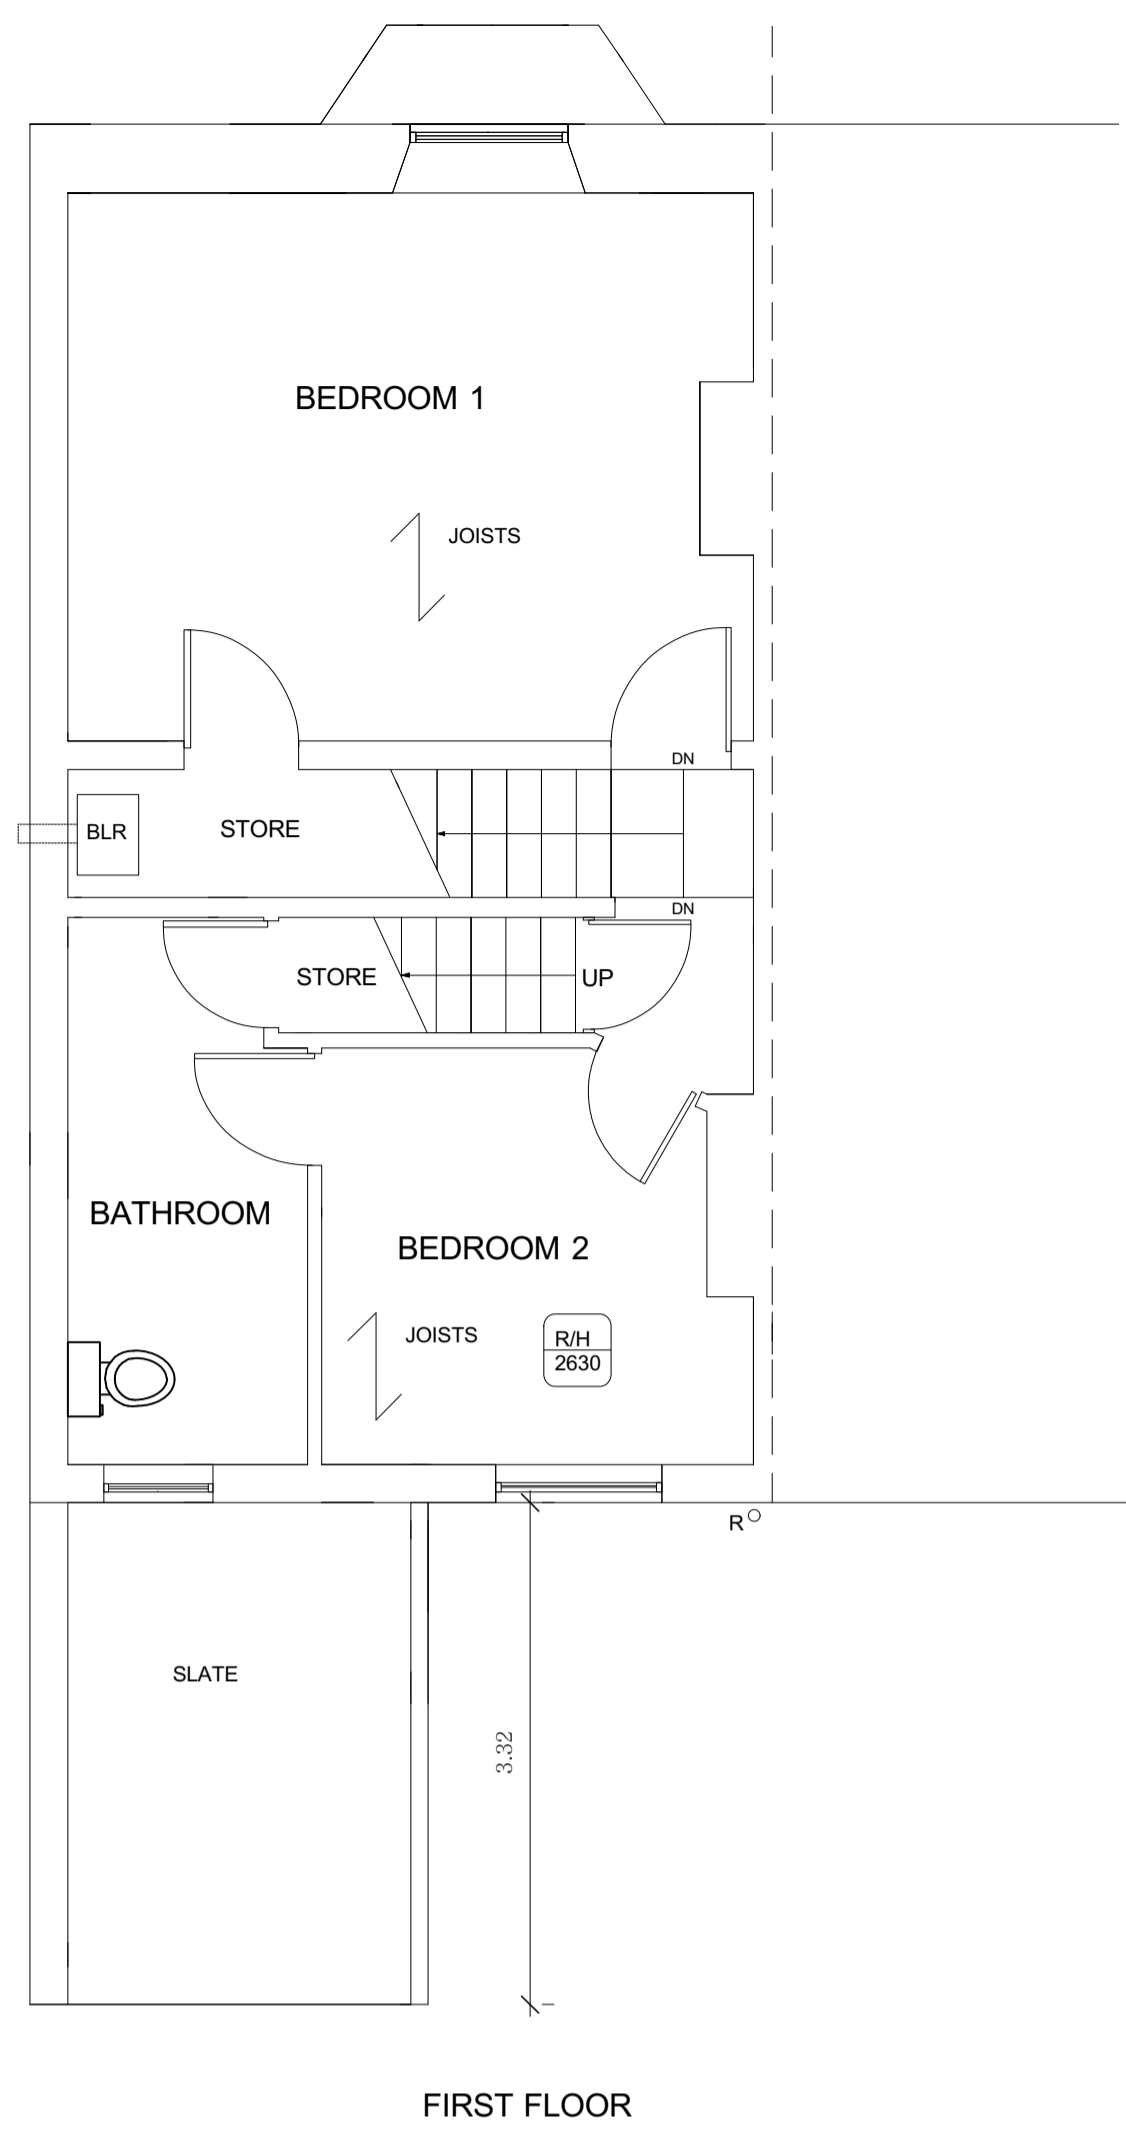 BEDROOM 1
JOISTS
DN
BLR
STORE
DN
STORE
UP
BATHROOM
BEDROOM 2
JOISTS
R/H
2630
R
SLATE
3.32
FIRST FLOOR